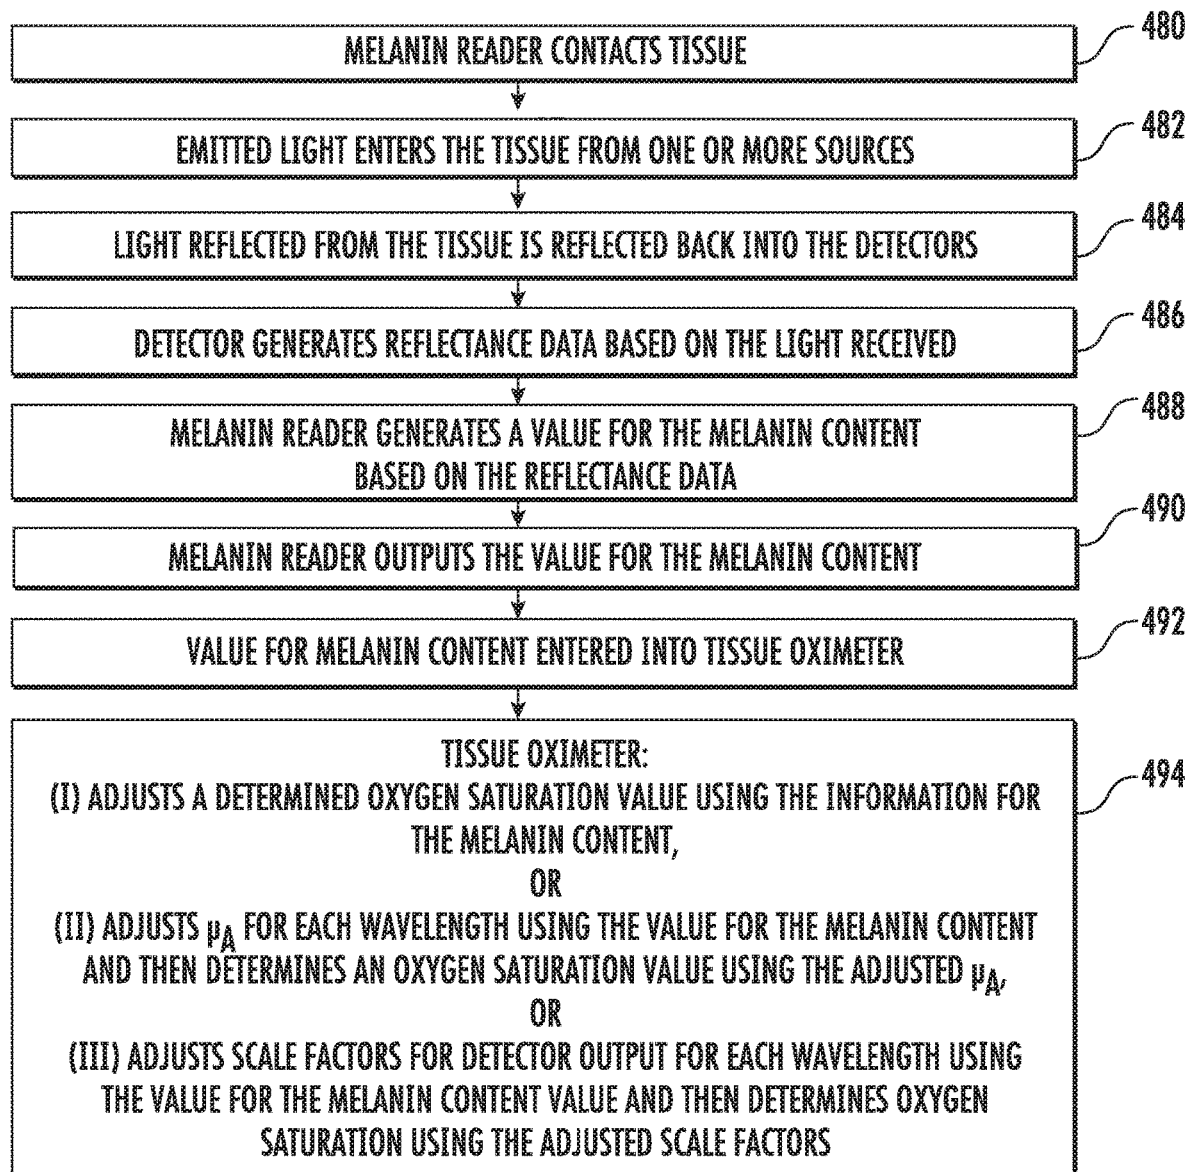 MELANIN READER CONTACTS TISSUE
480
EMITTED LIGHT ENTERS THE TISSUE FROM ONE OR MORE SOURCES
482
LIGHT REFLECTED FROM THE TISSUE IS REFLECTED BACK INTO THE DETECTORS
484
DETECTOR GENERATES REFLECTANCE DATA BASED ON THE LIGHT RECEIVED
486
MELANIN READER GENERATES A VALUE FOR THE MELANIN CONTENT
BASED ON THE REFLECTANCE DATA
488
MELANIN READER OUTPUTS THE VALUE FOR THE MELANIN CONTENT
490
VALUE FOR MELANIN CONTENT ENTERED INTO TISSUE OXIMETER
492
TISSUE OXIMETER:
(I) ADJUSTS A DETERMINED OXYGEN SATURATION VALUE USING THE INFORMATION FOR
THE MELANIN CONTENT,
OR
(II) ADJUSTS μA FOR EACH WAVELENGTH USING THE VALUE FOR THE MELANIN CONTENT
AND THEN DETERMINES AN OXYGEN SATURATION VALUE USING THE ADJUSTED μA,
OR
(III) ADJUSTS SCALE FACTORS FOR DETECTOR OUTPUT FOR EACH WAVELENGTH USING
THE VALUE FOR THE MELANIN CONTENT VALUE AND THEN DETERMINES OXYGEN
SATURATION USING THE ADJUSTED SCALE FACTORS
494